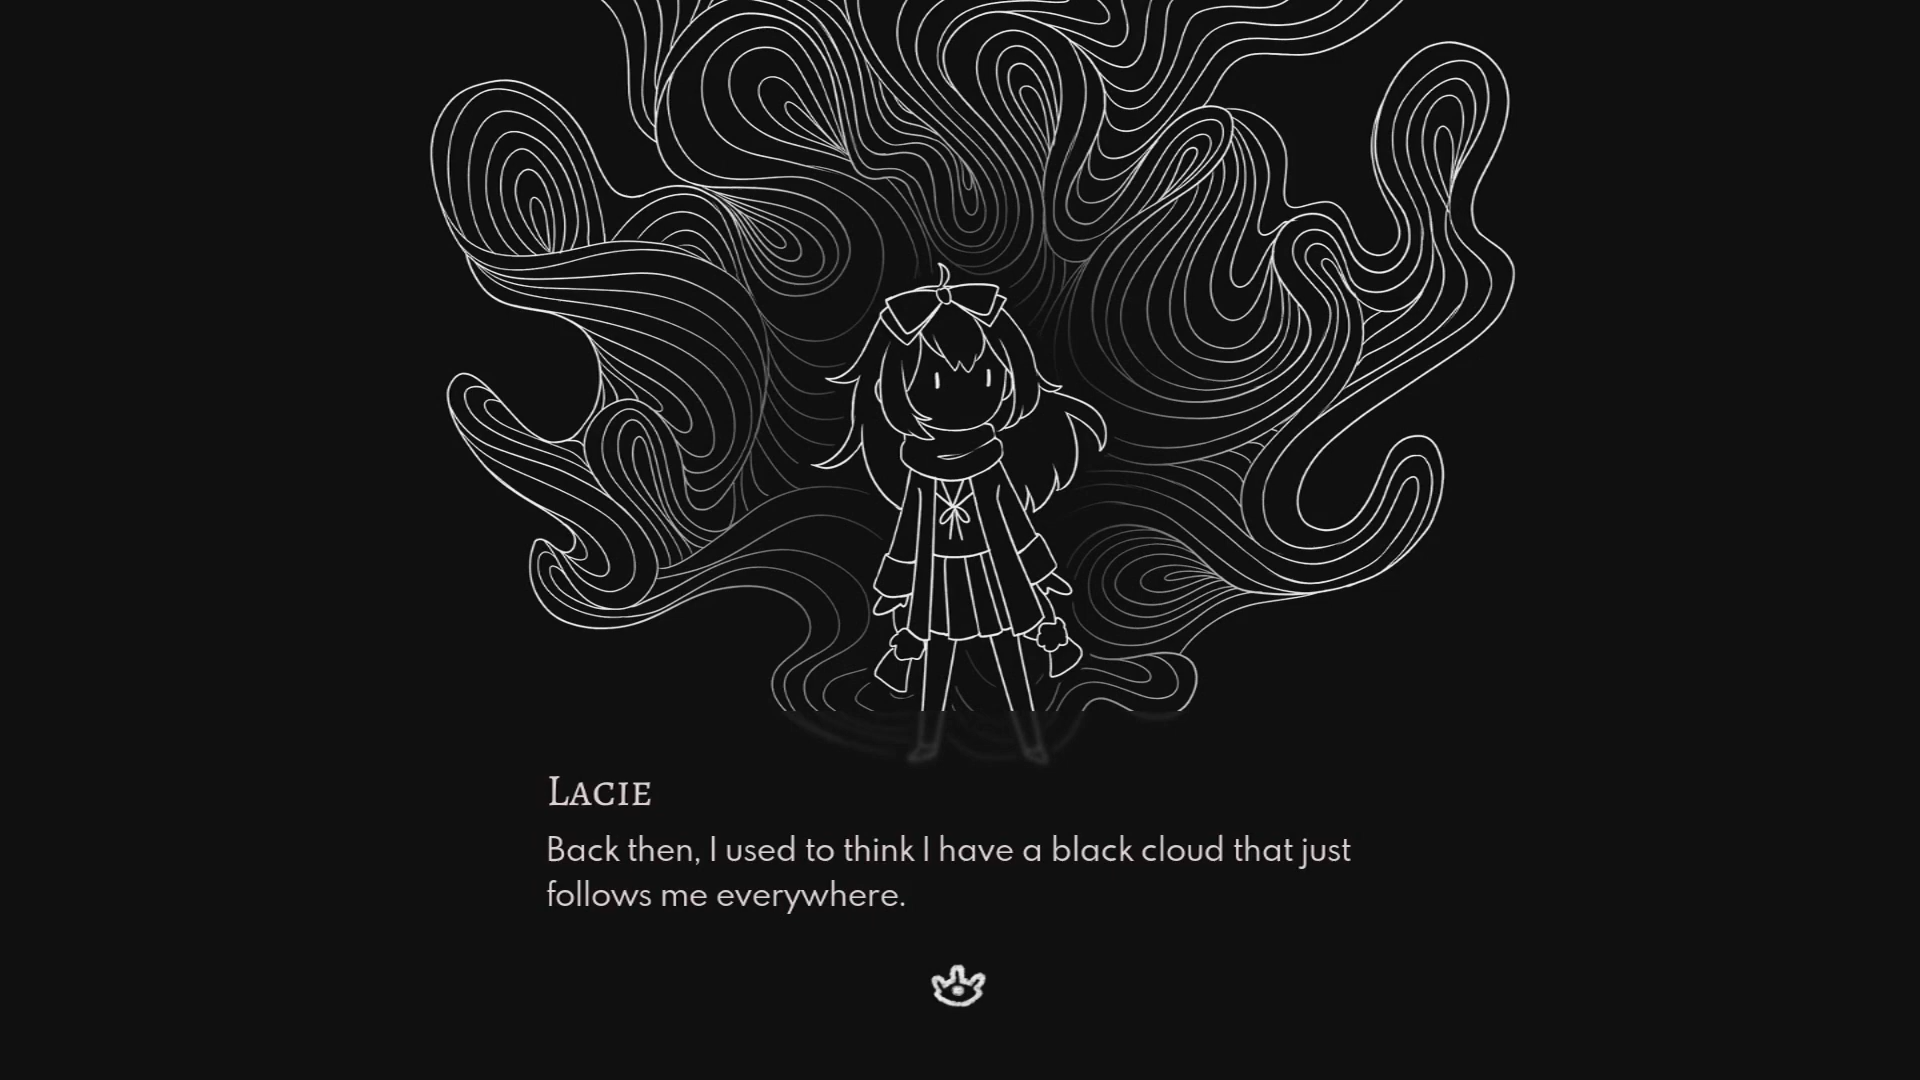 Lacie
Back then, I used to think I have a black cloud that just
follows me everywhere.